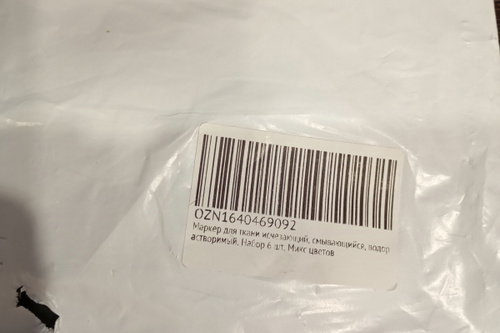 OZN1640469092
Маркер для ткани исчезающий, смывающийся, водор
астворимый. Набор 6 шт. Микс цветов